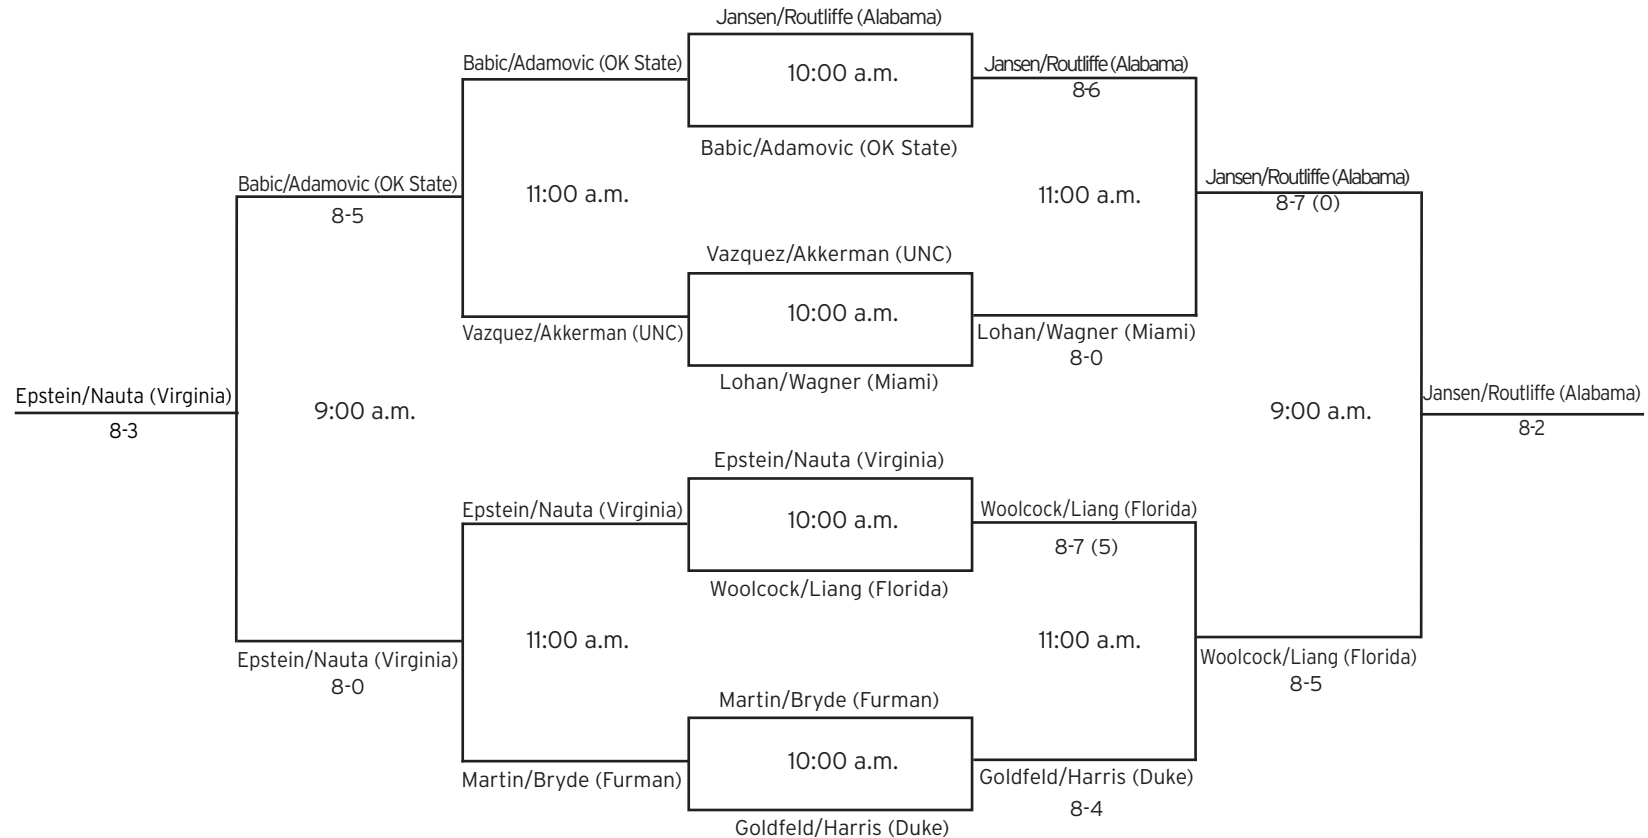 Jansen/Routliffe (Alabama)
Babic/Adamovic (OK State)
10:00 a.m.
Jansen/Routliffe (Alabama)
8-6
Babic/Adamovic (OK State)
Babic/Adamovic (OK State)
8-5
11:00 a.m.
11:00 a.m.
Jansen/Routliffe (Alabama)
8-7 (0)
Vazquez/Akkerman (UNC)
10:00 a.m.
Vazquez/Akkerman (UNC)
Lohan/Wagner (Miami)
8-0
Lohan/Wagner (Miami)
Epstein/Nauta (Virginia)
8-3
9:00 a.m.
9:00 a.m.
Jansen/Routliffe (Alabama)
8-2
Epstein/Nauta (Virginia)
Epstein/Nauta (Virginia)
10:00 a.m.
Woolcock/Liang (Florida)
8-7 (5)
Woolcock/Liang (Florida)
11:00 a.m.
11:00 a.m.
Epstein/Nauta (Virginia)
8-0
Woolcock/Liang (Florida)
8-5
Martin/Bryde (Furman)
10:00 a.m.
Martin/Bryde (Furman)
Goldfeld/Harris (Duke)
8-4
Goldfeld/Harris (Duke)